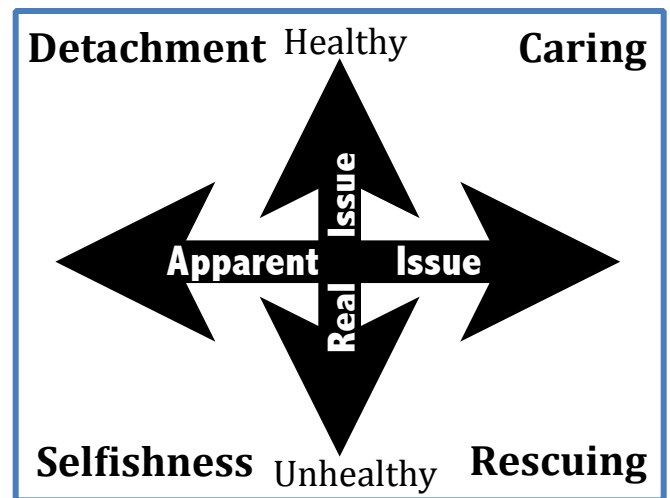 Detachment Healthy Caring
Real Issue
Apparent Issue
Selfishness Unhealthy Rescuing